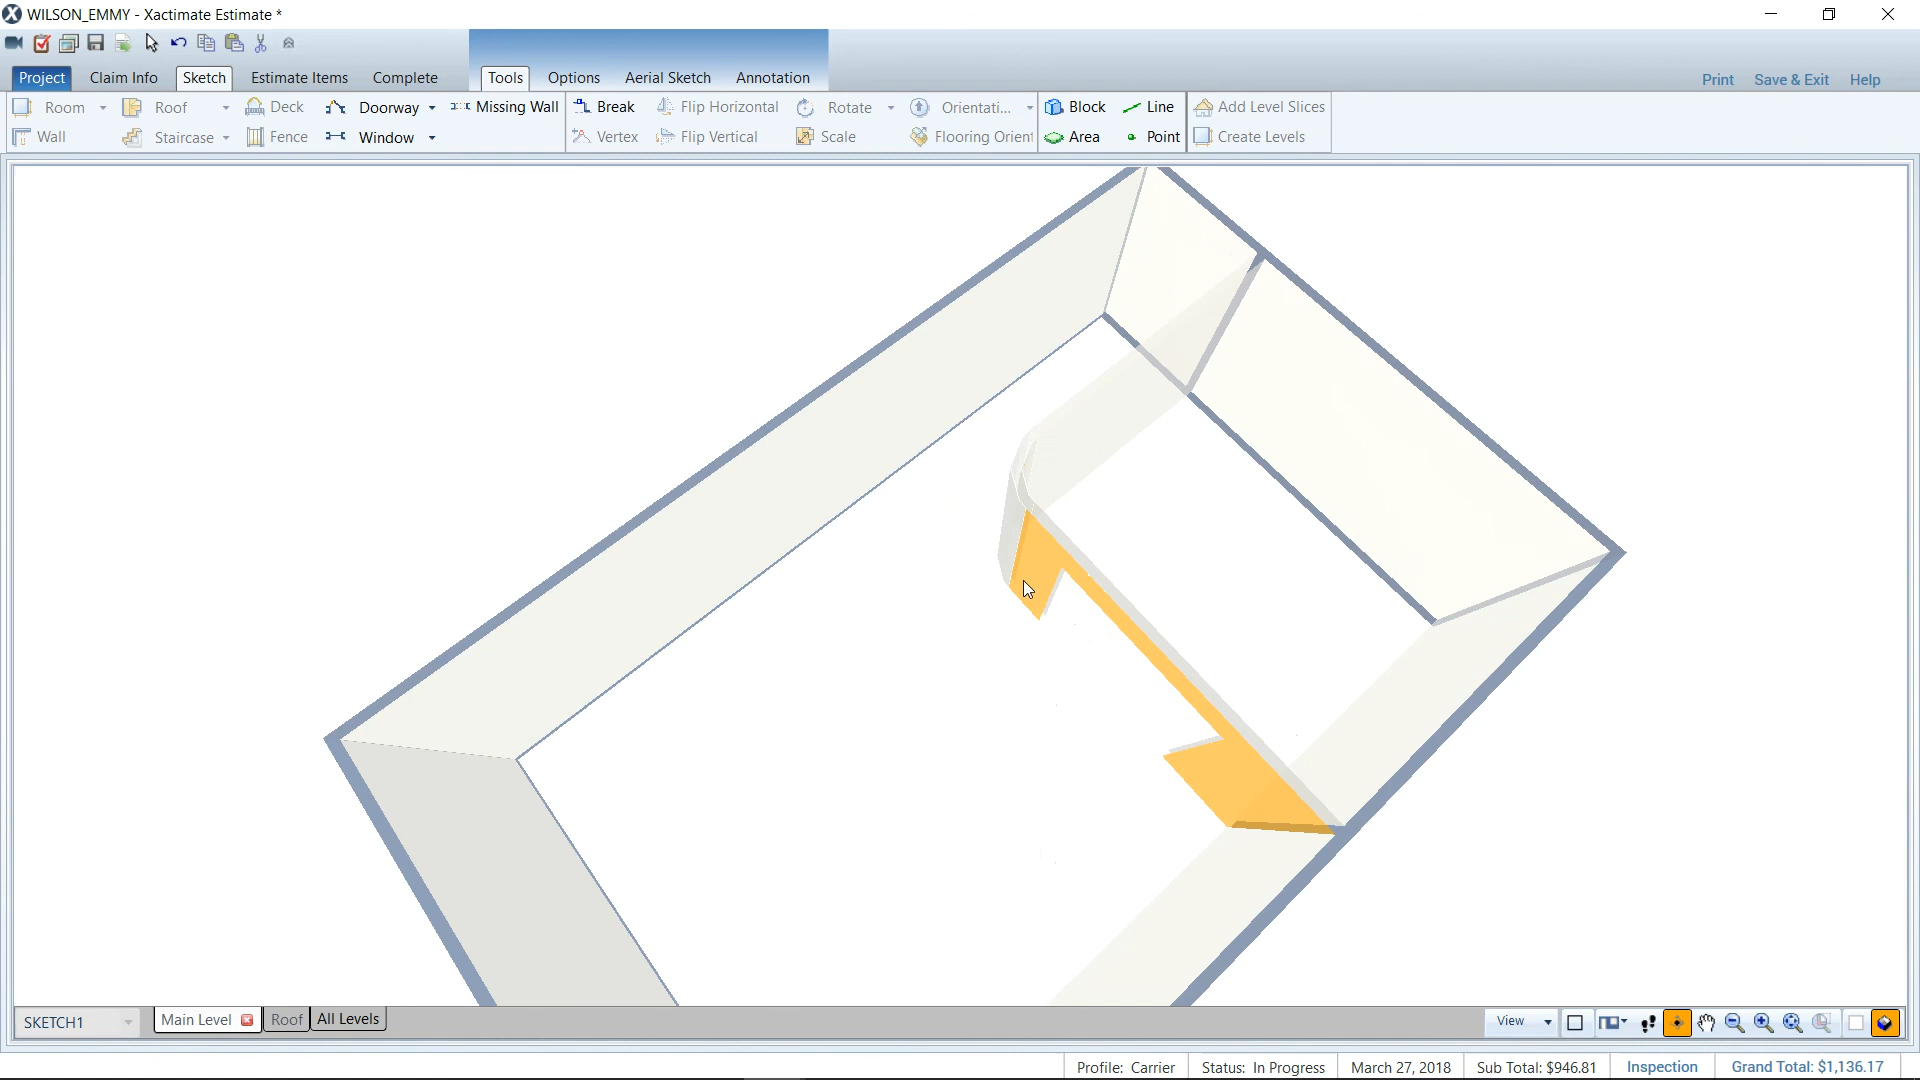 WILSON_EMMY - Xactimate Estimate *
Project Claim Info Sketch Estimate Items Complete Tools Options Aerial Sketch Annotation Print Save & Exit Help
Room Roof Deck Doorway Missing Wall Break Flip Horizontal Rotate Orientati... Block Line Add Level Slices
Wall Staircase Fence Window Vertex Flip Vertical Scale Flooring Orient Area Point Create Levels
SKETCH1 Main Level Roof All Levels View
Profile: Carrier Status: In Progress March 27, 2018 Sub Total: $946.81 Inspection Grand Total: $1,136.17